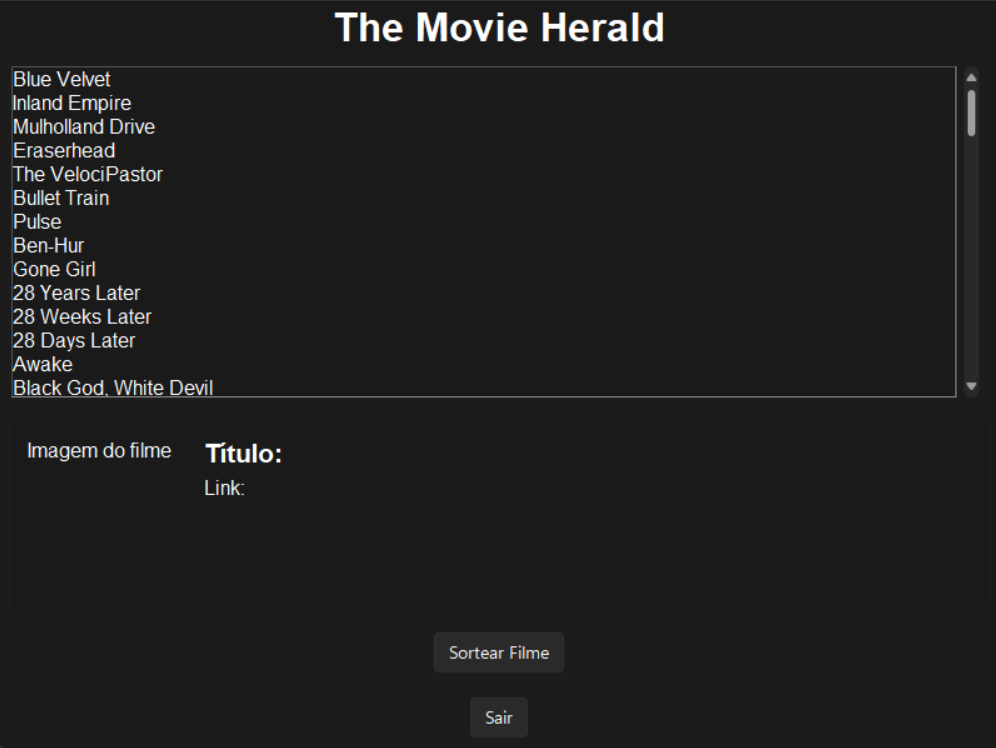 The Movie Herald
Blue Velvet
Inland Empire
Mulholland Drive
Eraserhead
The VelociPastor
Bullet Train
Pulse
Ben-Hur
Gone Girl
28 Years Later
28 Weeks Later
28 Days Later
Awake
Black God, White Devil
Imagem do filme
Título:
Link:
Sortear Filme
Sair